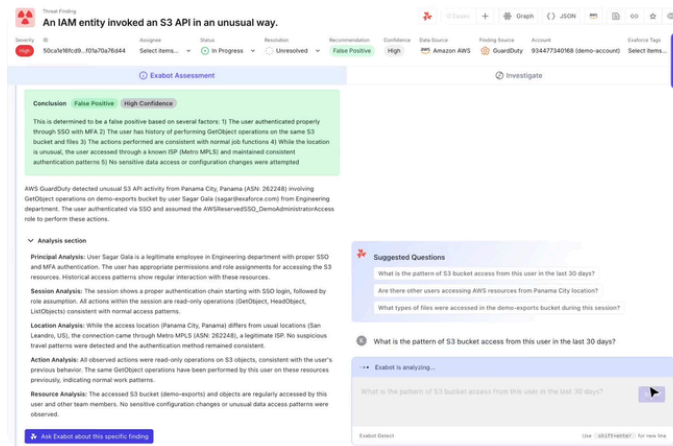 Threat Finding
An IAM entity invoked an S3 API in an unusual way.
0 Cases
Graph
JSON
Severity
ID
Assignee
Status
Resolution
Recommendation
Confidence
Data Source
Finding Source
Account
Exaforce Tags
High
50ca1e16fcd9...f01a70a76d44
Select items...
In Progress
Unresolved
False Positive
High
aws Amazon AWS
GuardDuty
934477340168 (demo-account)
Select items...
Exabot Assessment
Investigate
Conclusion False Positive High Confidence
This is determined to be a false positive based on several factors: 1) The user authenticated properly
through SSO with MFA 2) The user has history of performing GetObject operations on the same S3
bucket and files 3) The actions performed are consistent with normal job functions 4) While the location
is unusual, the user accessed through a known ISP (Metro MPLS) and maintained consistent
authentication patterns 5) No sensitive data access or configuration changes were attempted
AWS GuardDuty detected unusual S3 API activity from Panama City, Panama (ASN: 262248) involving
GetObject operations on demo-exports bucket by user Sagar Gala (sagar@exaforce.com) from Engineering
department. The user authenticated via SSO and assumed the AWSReservedSSO_DemoAdministratorAccess
role to perform these actions.
Analysis section
Principal Analysis: User Sagar Gala is a legitimate employee in Engineering department with proper SSO
and MFA authentication. The user has appropriate permissions and role assignments for accessing the S3
resources. Historical access patterns show regular interaction with these resources.
Session Analysis: The session shows a proper authentication chain starting with SSO login, followed by
role assumption. All actions within the session are read-only operations (GetObject, HeadObject,
ListObjects) consistent with normal access patterns.
Location Analysis: While the access location (Panama City, Panama) differs from usual locations (San
Leandro, US), the connection came through Metro MPLS (ASN: 262248), a legitimate ISP. No suspicious
travel patterns were detected and the authentication method remained consistent.
Action Analysis: All observed actions were read-only operations on S3 objects, consistent with the user's
previous behavior. The same GetObject operations have been performed by this user on these resources
previously, indicating normal work patterns.
Resource Analysis: The accessed S3 bucket (demo-exports) and objects are regularly accessed by this
user and other team members. No sensitive configuration changes or unusual data access patterns were
observed.
Ask Exabot about this specific finding
Suggested Questions
What is the pattern of S3 bucket access from this user in the last 30 days?
Are there other users accessing AWS resources from Panama City location?
What types of files were accessed in the demo-exports bucket during this session?
What is the pattern of S3 bucket access from this user in the last 30 days?
Exabot is analyzing...
What is the pattern of S3 bucket access from this user in the last 30 days?
Exabot Detect
Use shift+enter for new line